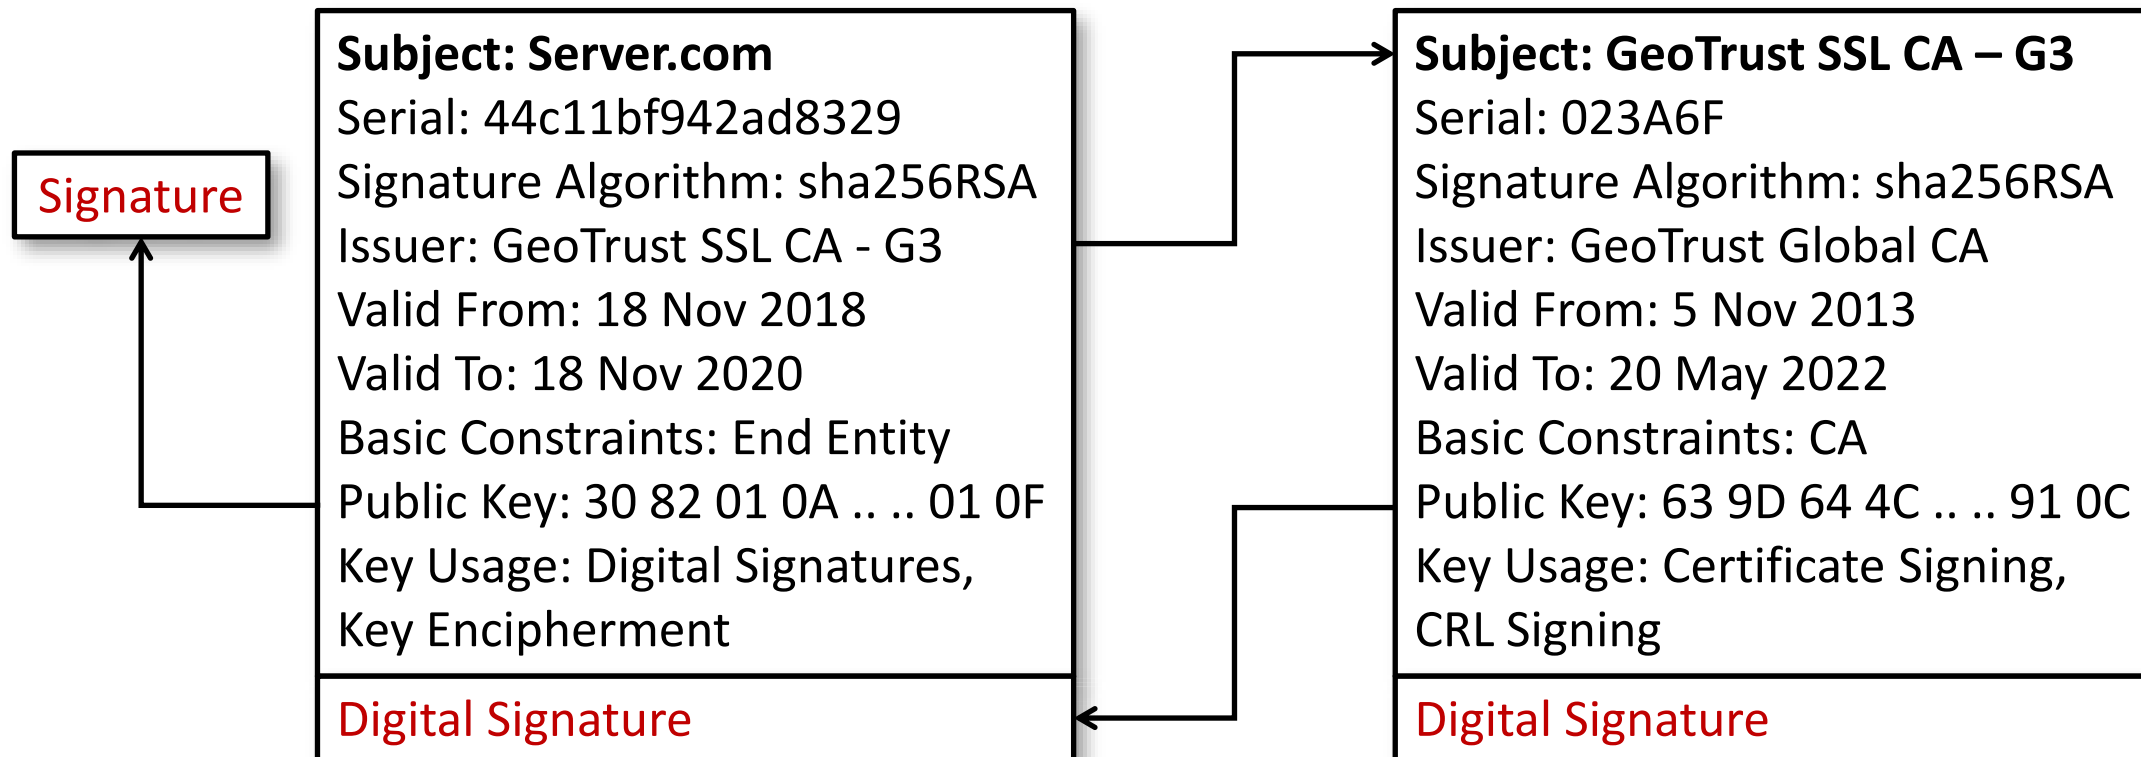 Signature
Subject: Server.com
Serial: 44c11bf942ad8329
Signature Algorithm: sha256RSA
Issuer: GeoTrust SSL CA - G3
Valid From: 18 Nov 2018
Valid To: 18 Nov 2020
Basic Constraints: End Entity
Public Key: 30 82 01 0A .. .. 01 0F
Key Usage: Digital Signatures,
Key Encipherment
Digital Signature
Subject: GeoTrust SSL CA – G3
Serial: 023A6F
Signature Algorithm: sha256RSA
Issuer: GeoTrust Global CA
Valid From: 5 Nov 2013
Valid To: 20 May 2022
Basic Constraints: CA
Public Key: 63 9D 64 4C .. .. 91 0C
Key Usage: Certificate Signing,
CRL Signing
Digital Signature